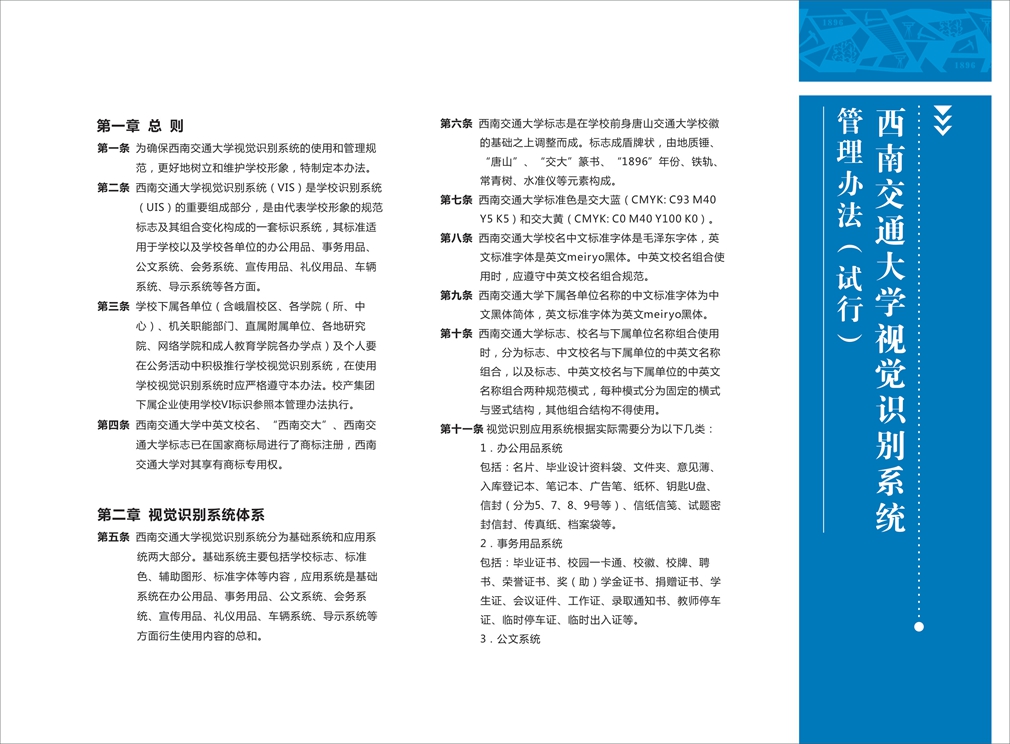 第一章 总 则
第一条 为确保西南交通大学视觉识别系统的使用和管理规
范，更好地树立和维护学校形象，特制定本办法。
第二条 西南交通大学视觉识别系统（VIS）是学校识别系统
（UIS）的重要组成部分，是由代表学校形象的规范
标志及其组合变化构成的一套标识系统，其标准适
用于学校以及学校各单位的办公用品、事务用品、
公文系统、会务系统、宣传用品、礼仪用品、车辆
系统、导示系统等各方面。
第三条 学校下属各单位（含峨眉校区、各学院（所、中
心）、机关职能部门、直属附属单位、各地研究
院、网络学院和成人教育学院各办学点）及个人要
在公务活动中积极推行学校视觉识别系统，在使用
学校视觉识别系统时应严格遵守本办法。校产集团
下属企业使用学校VI标识参照本管理办法执行。
第四条 西南交通大学中英文校名、“西南交大”、西南交
通大学标志已在国家商标局进行了商标注册，西南
交通大学对其享有商标专用权。
第二章 视觉识别系统体系
第五条 西南交通大学视觉识别系统分为基础系统和应用系
统两大部分。基础系统主要包括学校标志、标准
色、辅助图形、标准字体等内容，应用系统是基础
系统在办公用品、事务用品、公文系统、会务系
统、宣传用品、礼仪用品、车辆系统、导示系统等
方面衍生使用内容的总和。
第六条 西南交通大学标志是在学校前身唐山交通大学校徽
的基础之上调整而成。标志成盾牌状，由地质锤、
“唐山”、“交大”篆书、“1896”年份、铁轨、
常青树、水准仪等元素构成。
第七条 西南交通大学标准色是交大蓝（CMYK: C93 M40
Y5 K5）和交大黄（CMYK: C0 M40 Y100 K0）。
第八条 西南交通大学校名中文标准字体是毛泽东字体，英
文标准字体是英文meiryo黑体。中英文校名组合使
用时，应遵守中英文校名组合规范。
第九条 西南交通大学下属各单位名称的中文标准字体为中
文黑体简体，英文标准字体为英文meiryo黑体。
第十条 西南交通大学标志、校名与下属单位名称组合使用
时，分为标志、中文校名与下属单位的中英文名称
组合，以及标志、中英文校名与下属单位的中英文
名称组合两种规范模式，每种模式分为固定的横式
与竖式结构，其他组合结构不得使用。
第十一条 视觉识别应用系统根据实际需要分为以下几类：
1．办公用品系统
包括：名片、毕业设计资料袋、文件夹、意见薄、
入库登记本、笔记本、广告笔、纸杯、钥匙U盘、
信封（分为5、7、8、9号等）、信纸信笺、试题密
封信封、传真纸、档案袋等。
2．事务用品系统
包括：毕业证书、校园一卡通、校徽、校牌、聘
书、荣誉证书、奖（助）学金证书、捐赠证书、学
生证、会议证件、工作证、录取通知书、教师停车
证、临时停车证、临时出入证等。
3．公文系统
1896
1896
西南交通大学视觉识别系统
管理办法（试行）